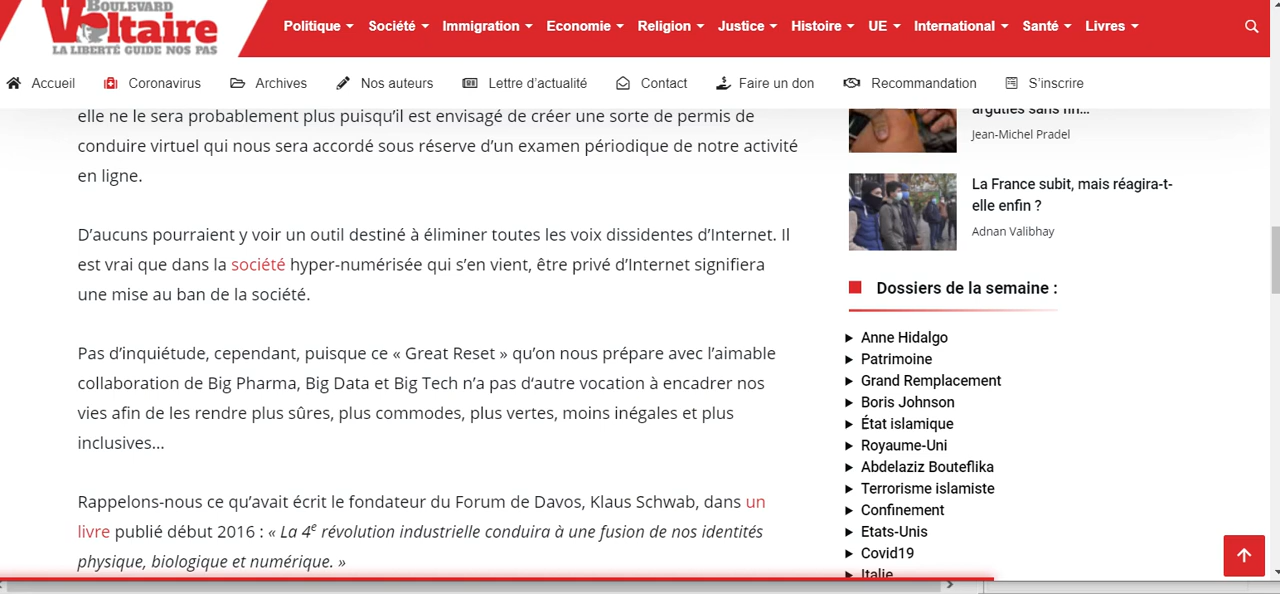 BOULEVARD
Voltaire
LA LIBERTÉ GUIDE NOS PAS
Politique Société Immigration Economie Religion Justice Histoire UE International Santé Livres
Accueil Coronavirus Archives Nos auteurs Lettre d’actualité Contact Faire un don Recommandation S’inscrire
elle ne le sera probablement plus puisqu’il est envisagé de créer une sorte de permis de
conduire virtuel qui nous sera accordé sous réserve d’un examen périodique de notre activité
en ligne.
D’aucuns pourraient y voir un outil destiné à éliminer toutes les voix dissidentes d’Internet. Il
est vrai que dans la société hyper-numérisée qui s’en vient, être privé d’Internet signifiera
une mise au ban de la société.
Pas d’inquiétude, cependant, puisque ce « Great Reset » qu’on nous prépare avec l’aimable
collaboration de Big Pharma, Big Data et Big Tech n’a pas d‘autre vocation à encadrer nos
vies afin de les rendre plus sûres, plus commodes, plus vertes, moins inégales et plus
inclusives…
Rappelons-nous ce qu’avait écrit le fondateur du Forum de Davos, Klaus Schwab, dans un
livre publié début 2016 : « La 4e révolution industrielle conduira à une fusion de nos identités
physique, biologique et numérique. »
arguties sans fin…
Jean-Michel Pradel
La France subit, mais réagira-t-
elle enfin ?
Adnan Valibhay
Dossiers de la semaine :
Anne Hidalgo
Patrimoine
Grand Remplacement
Boris Johnson
État islamique
Royaume-Uni
Abdelaziz Bouteflika
Terrorisme islamiste
Confinement
Etats-Unis
Covid19
Italie